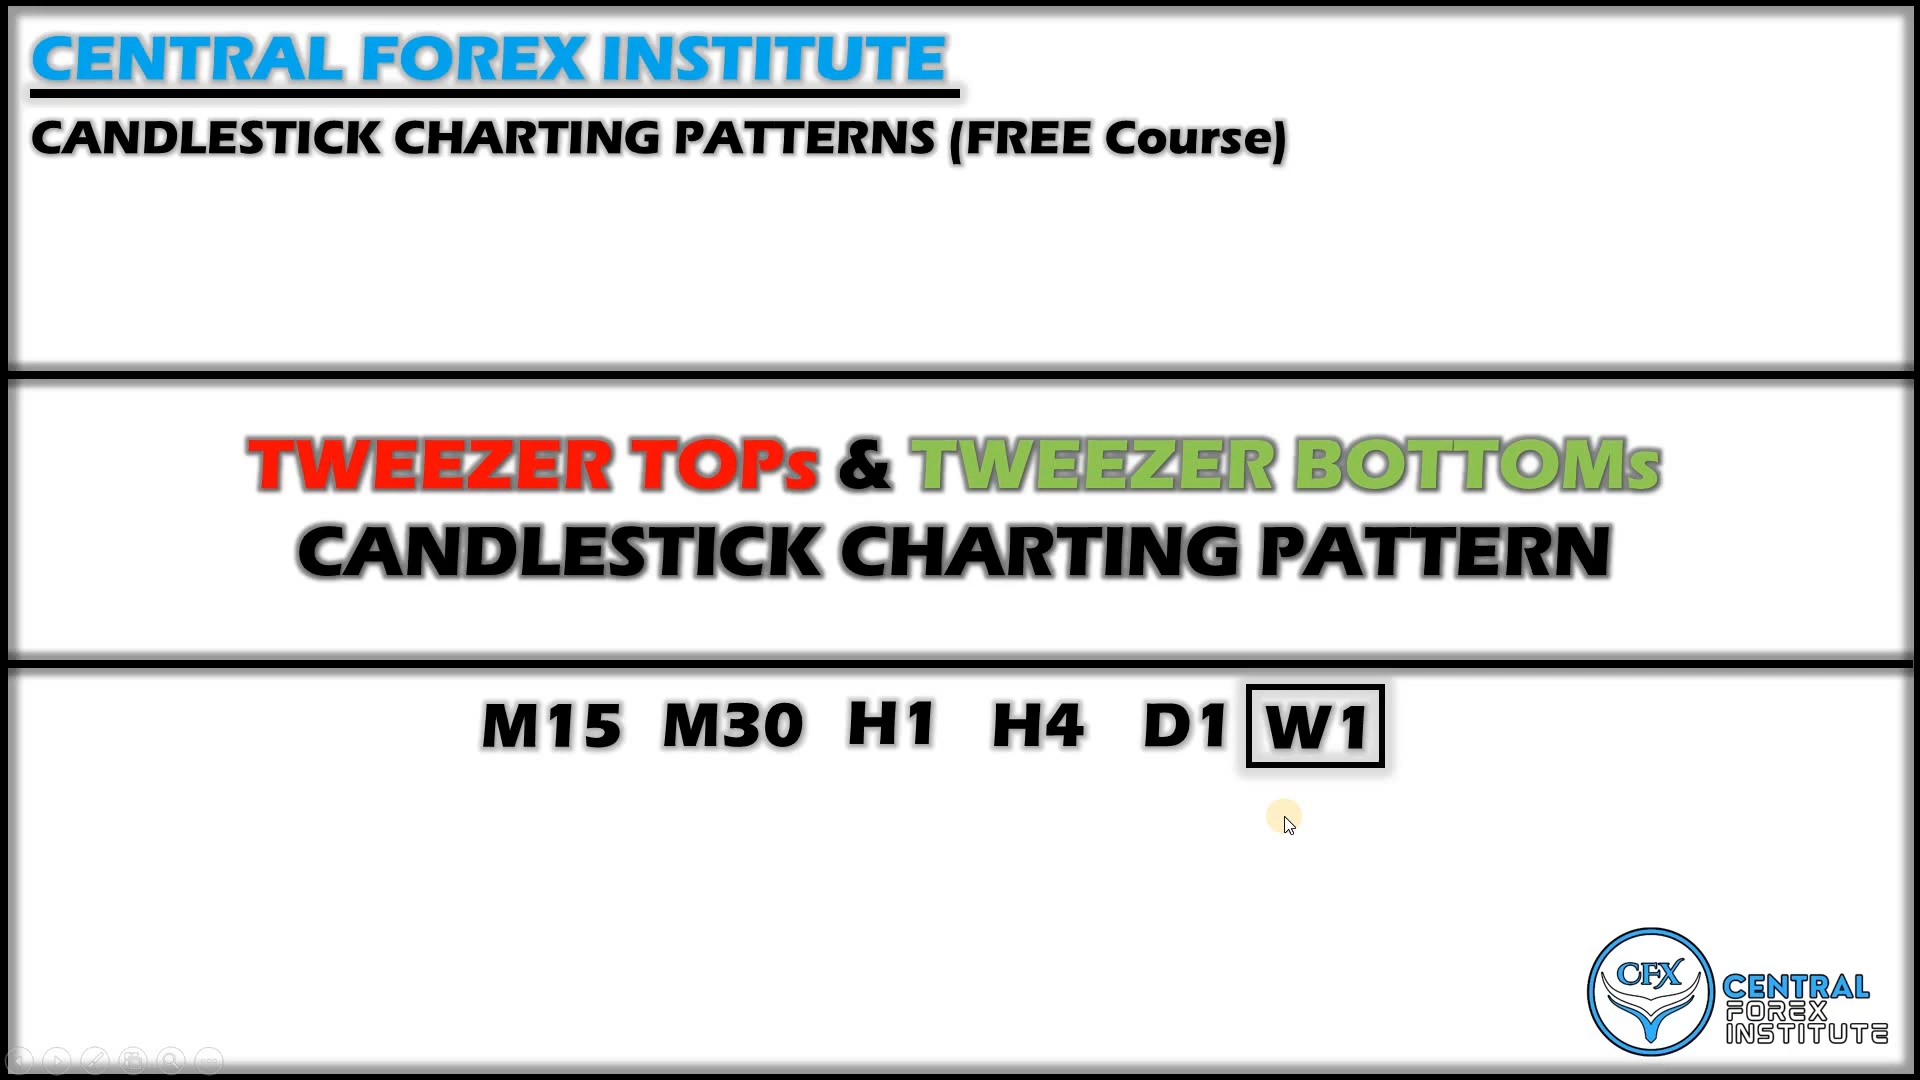 CENTRAL FOREX INSTITUTE
CANDLESTICK CHARTING PATTERNS (FREE Course)
TWEEZER TOPs & TWEEZER BOTTOMs
CANDLESTICK CHARTING PATTERN
M15 M30 H1 H4 D1 W1
CFX
CENTRAL
FOREX
INSTITUTE